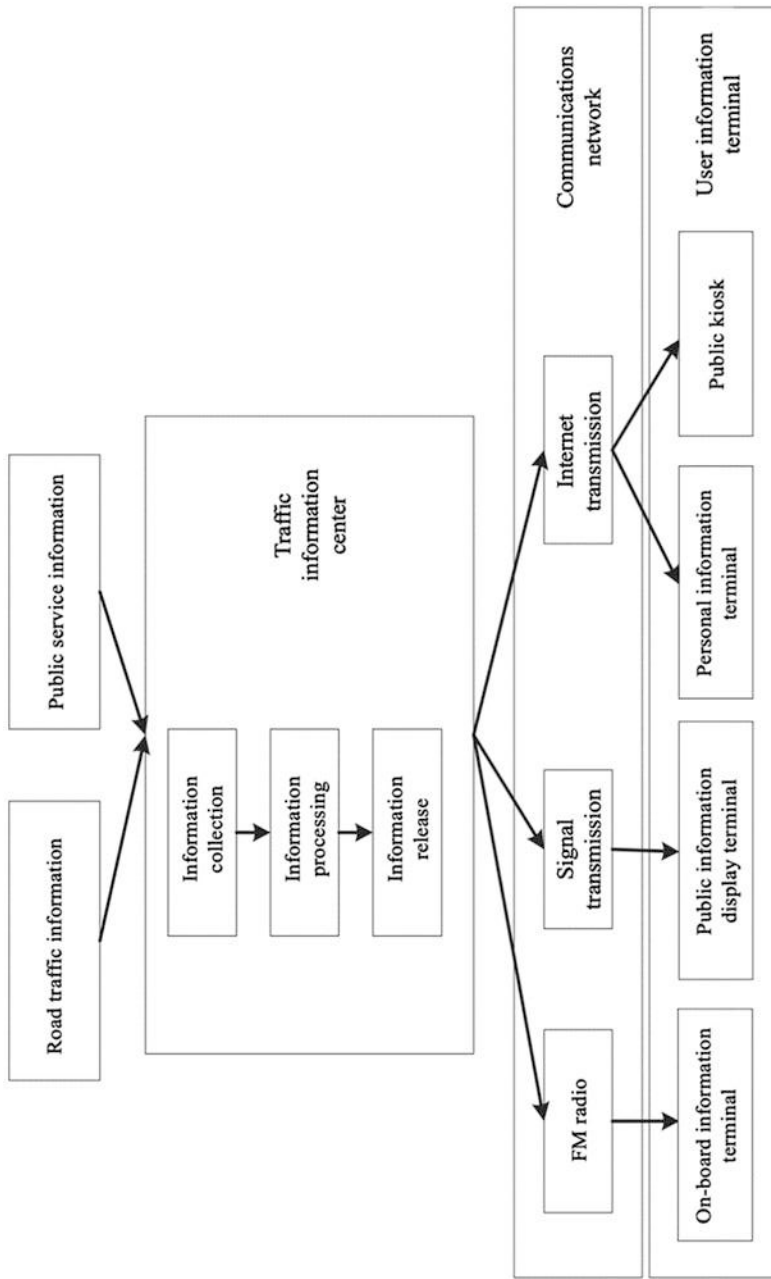 Road traffic information
Public service information
Information
collection
Information
processing
Information
release
Traffic
information
center
FM radio
Signal
transmission
Internet
transmission
Communications
network
On-board information
terminal
Public information
display terminal
Personal information
terminal
Public kiosk
User information
terminal